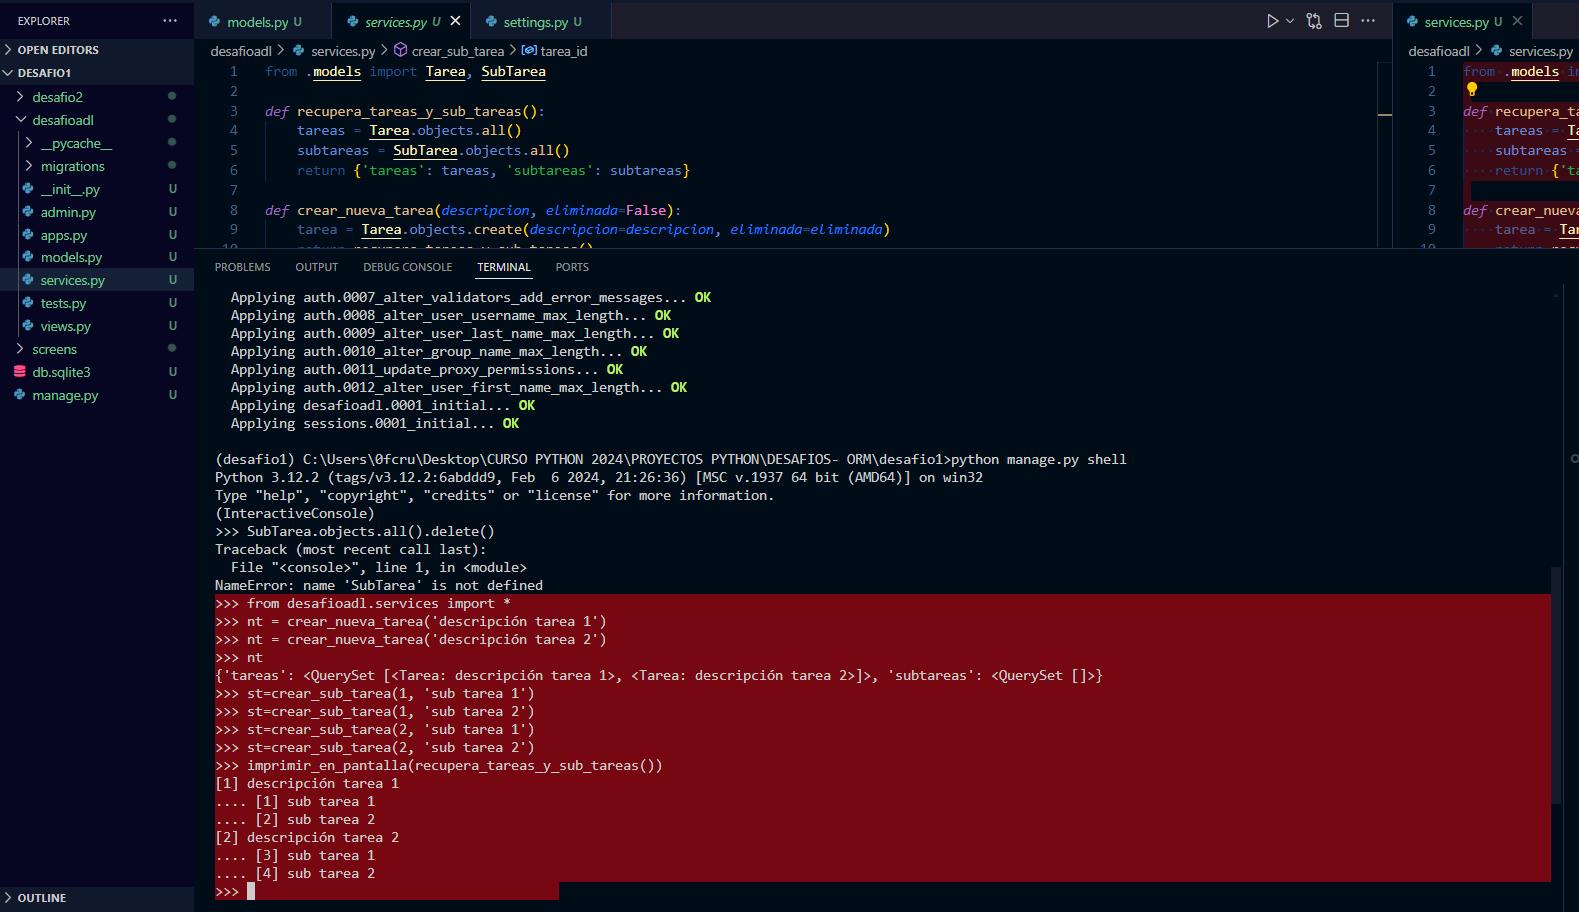 EXPLORER
OPEN EDITORS
DESAFIO1
desafio2
desafioadl
__pycache__
migrations
__init__.py U
admin.py U
apps.py U
models.py U
services.py U
tests.py U
views.py U
screens
db.sqlite3 U
manage.py U
OUTLINE
models.py U
services.py U
settings.py U
desafioadl > services.py > crear_sub_tarea > tarea_id
1 from .models import Tarea, SubTarea
2
3 def recupera_tareas_y_sub_tareas():
4 tareas = Tarea.objects.all()
5 subtareas = SubTarea.objects.all()
6 return {'tareas': tareas, 'subtareas': subtareas}
7
8 def crear_nueva_tarea(descripcion, eliminada=False):
9 tarea = Tarea.objects.create(descripcion=descripcion, eliminada=eliminada)
10 return recupera_tareas_y_sub_tareas()
services.py U
desafioadl > services.py
1 from .models in
2
3 def recupera_ta
4 tareas = Ta
5 subtareas =
6 return {'ta
7
8 def crear_nueva
9 tarea = Tar
10
PROBLEMS OUTPUT DEBUG CONSOLE TERMINAL PORTS
Applying auth.0007_alter_validators_add_error_messages... OK
Applying auth.0008_alter_user_username_max_length... OK
Applying auth.0009_alter_user_last_name_max_length... OK
Applying auth.0010_alter_group_name_max_length... OK
Applying auth.0011_update_proxy_permissions... OK
Applying auth.0012_alter_user_first_name_max_length... OK
Applying desafioadl.0001_initial... OK
Applying sessions.0001_initial... OK
(desafio1) C:\Users\0fcru\Desktop\CURSO PYTHON 2024\PROYECTOS PYTHON\DESAFIOS- ORM\desafio1>python manage.py shell
Python 3.12.2 (tags/v3.12.2:6abddd9, Feb  6 2024, 21:26:36) [MSC v.1937 64 bit (AMD64)] on win32
Type "help", "copyright", "credits" or "license" for more information.
(InteractiveConsole)
>>> SubTarea.objects.all().delete()
Traceback (most recent call last):
File "<console>", line 1, in <module>
NameError: name 'SubTarea' is not defined
>>> from desafioadl.services import *
>>> nt = crear_nueva_tarea('descripción tarea 1')
>>> nt = crear_nueva_tarea('descripción tarea 2')
>>> nt
{'tareas': <QuerySet [<Tarea: descripción tarea 1>, <Tarea: descripción tarea 2>]>, 'subtareas': <QuerySet []>}
>>> st=crear_sub_tarea(1, 'sub tarea 1')
>>> st=crear_sub_tarea(1, 'sub tarea 2')
>>> st=crear_sub_tarea(2, 'sub tarea 1')
>>> st=crear_sub_tarea(2, 'sub tarea 2')
>>> imprimir_en_pantalla(recupera_tareas_y_sub_tareas())
[1] descripción tarea 1
.... [1] sub tarea 1
.... [2] sub tarea 2
[2] descripción tarea 2
.... [3] sub tarea 1
.... [4] sub tarea 2
>>>